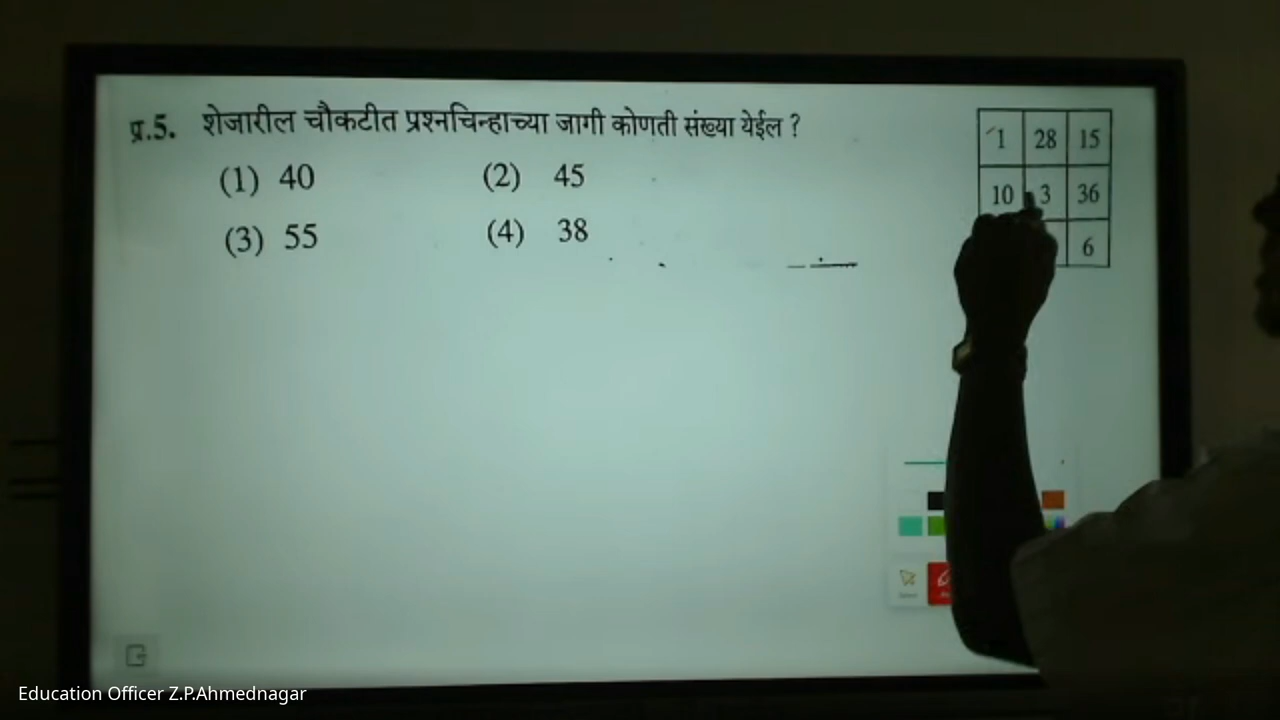 प्र.5. शेजारील चौकटीत प्रश्नचिन्हाच्या जागी कोणती संख्या येईल ?
(1) 40 (2) 45
(3) 55 (4) 38
1 28 15
10 3 36
6
Education Officer Z.P.Ahmednagar